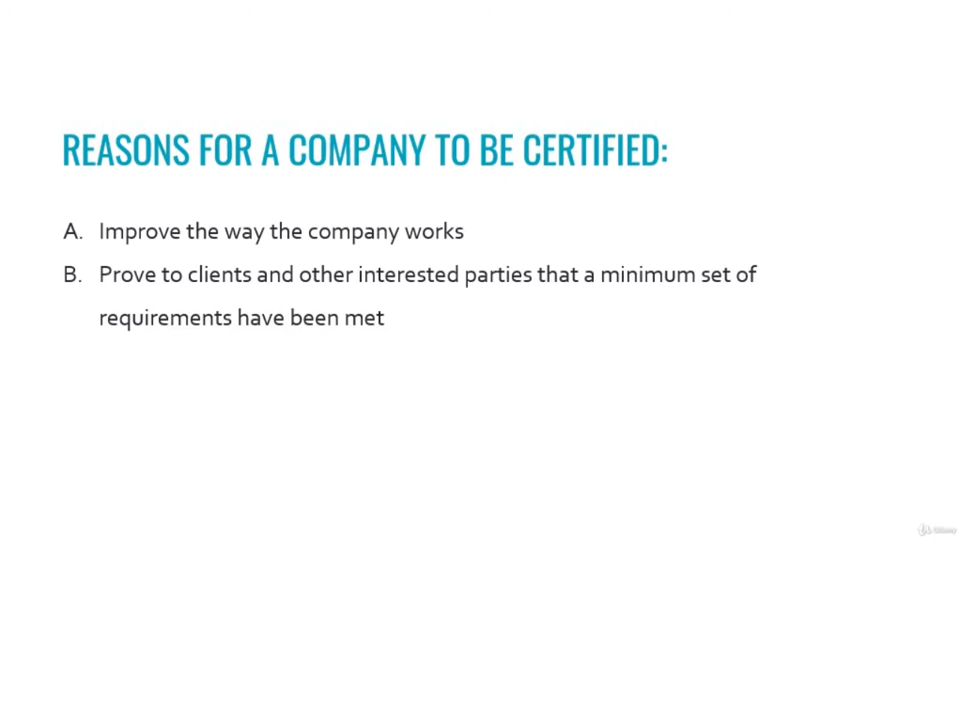 REASONS FOR A COMPANY TO BE CERTIFIED:
A. Improve the way the company works
B. Prove to clients and other interested parties that a minimum set of
requirements have been met
Udemy